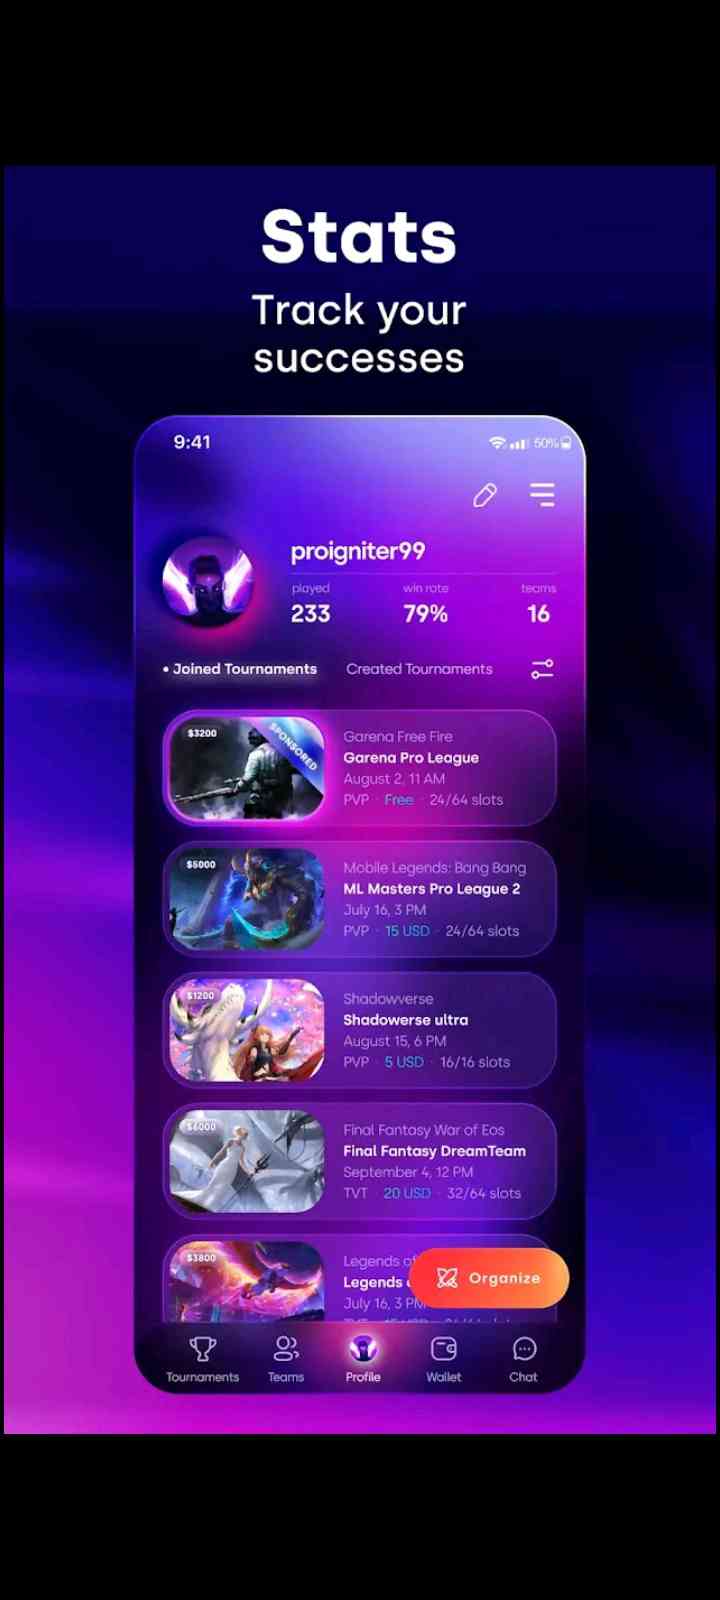 Stats
Track your
successes
9:41
50%
proigniter99
played
win rate
teams
233
79%
16
• Joined Tournaments
Created Tournaments
$3200
SPONSORED
Garena Free Fire
Garena Pro League
August 2, 11 AM
PVP · Free · 24/64 slots
$5000
Mobile Legends: Bang Bang
ML Masters Pro League 2
July 16, 3 PM
PVP · 15 USD · 24/64 slots
$1200
Shadowverse
Shadowerse ultra
August 15, 6 PM
PVP · 5 USD · 16/16 slots
$6000
Final Fantasy War of Eos
Final Fantasy DreamTeam
September 4, 12 PM
TVT · 20 USD · 32/64 slots
$3800
Legends of
Legends
July 16, 3 PM
Organize
Tournaments
Teams
Profile
Wallet
Chat